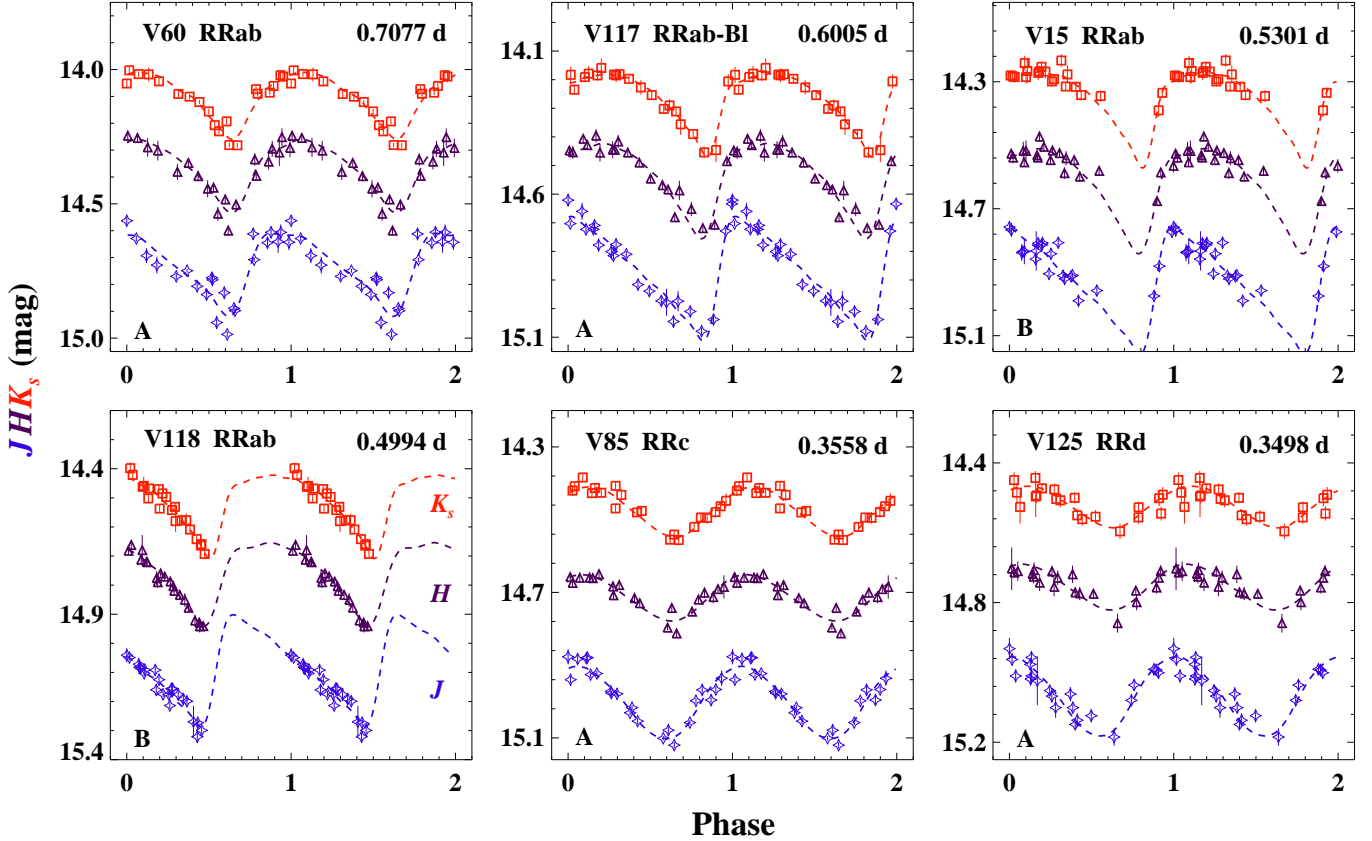 V60 RRab 0.7077 d
14.0
14.5
15.0
A
0 1 2
V117 RRab-Bl 0.6005 d
14.1
14.6
15.1
A
0 1 2
V15 RRab 0.5301 d
14.3
14.7
15.1
B
0 1 2
JHKs (mag)
V118 RRab 0.4994 d
14.4
14.9
15.4
Ks
H
J
B
0 1 2
V85 RRc 0.3558 d
14.3
14.7
15.1
A
0 1 2
V125 RRd 0.3498 d
14.4
14.8
15.2
A
0 1 2
Phase